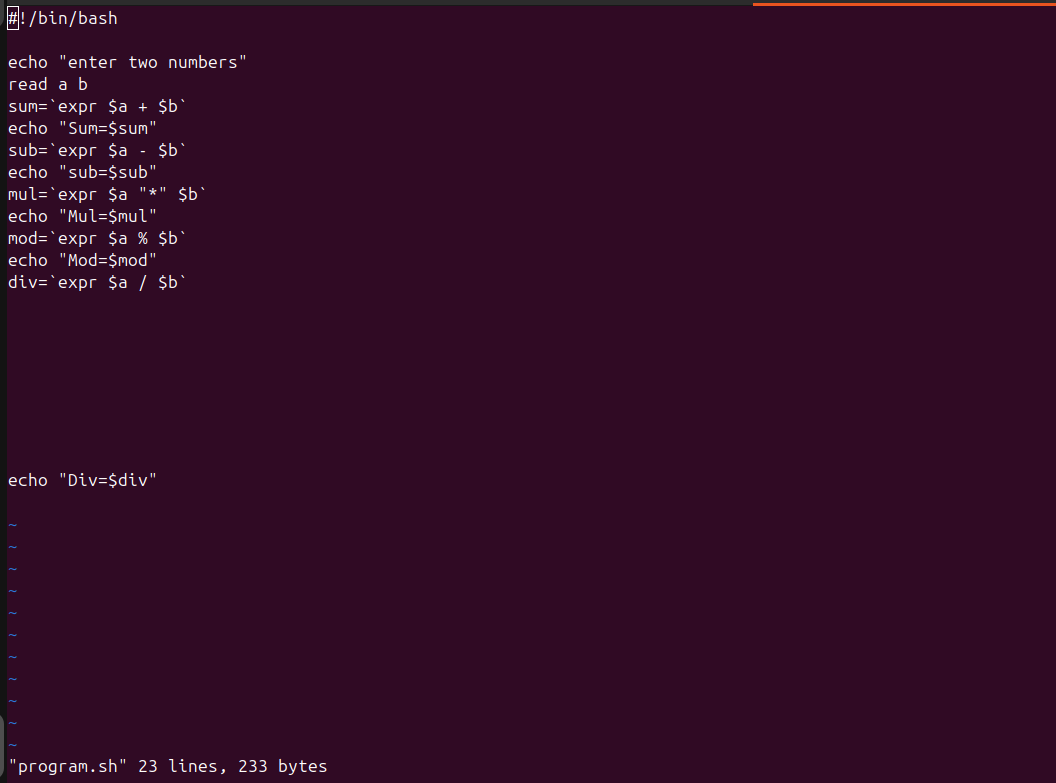 #!/bin/bash
echo "enter two numbers"
read a b
sum=`expr $a + $b`
echo "Sum=$sum"
sub=`expr $a - $b`
echo "sub=$sub"
mul=`expr $a "*" $b`
echo "Mul=$mul"
mod=`expr $a % $b`
echo "Mod=$mod"
div=`expr $a / $b`
echo "Div=$div"
~
~
~
~
~
~
~
~
~
~
~
"program.sh" 23 lines, 233 bytes